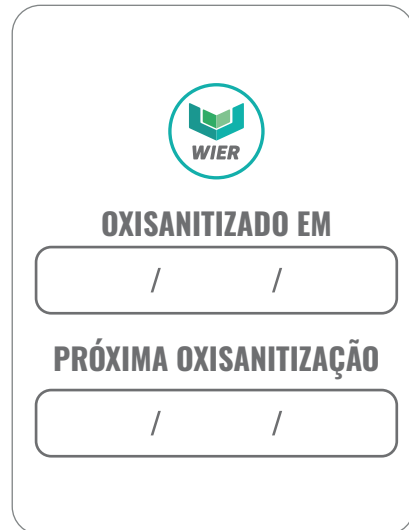 WIER
OXISANITIZADO EM
/ /
PRÓXIMA OXISANITIZAÇÃO
/ /